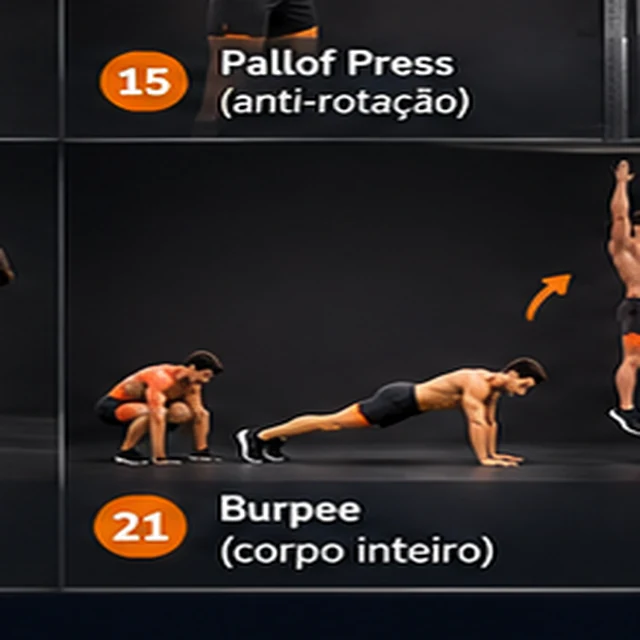 15
Pallof Press
(anti-rotação)
21
Burpee
(corpo inteiro)